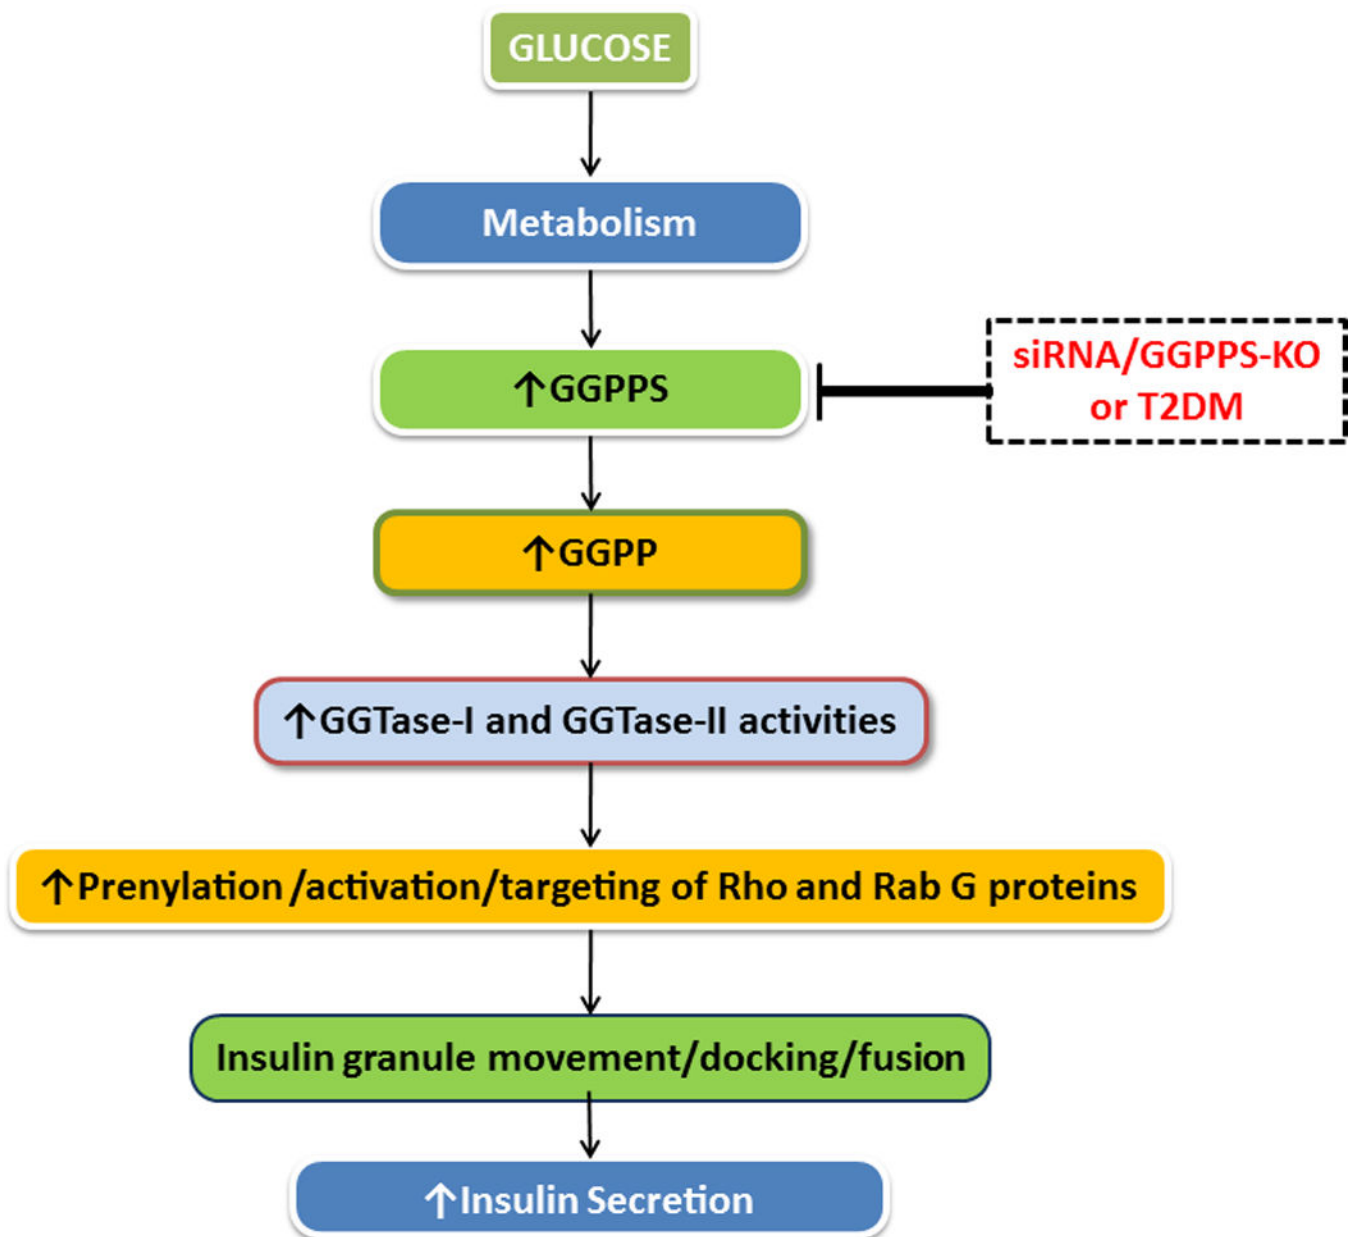 GLUCOSE
Metabolism
↑GGPPS
siRNA/GGPPS-KO
or T2DM
↑GGPP
↑GGTase-I and GGTase-II activities
↑Prenylation/activation/targeting of Rho and Rab G proteins
Insulin granule movement/docking/fusion
↑Insulin Secretion